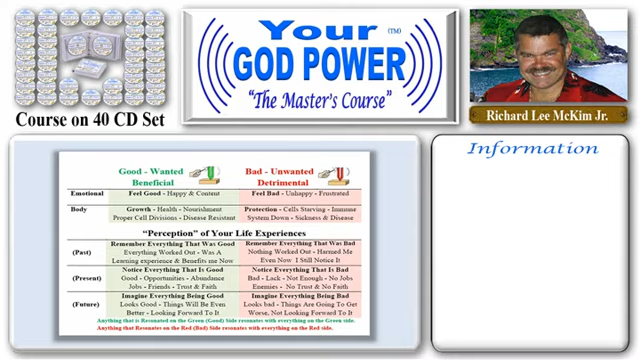 Your (TM)
GOD POWER
"The Master's Course"
Course on 40 CD Set
Richard Lee McKim Jr.
Information
Good - Wanted
Beneficial
Bad - Unwanted
Detrimental
Emotional
Feel Good - Happy & Content
Feel Bad - Unhappy - Frustrated
Body
Growth - Health - Nourishment
Proper Cell Divisions - Disease Resistant
Protection - Cells Starving - Immune
System Down - Sickness & Disease
"Perception" of Your Life Experiences
(Past)
Remember Everything That Was Good
Everything Worked Out - Was A
Learning experience & Benefits me Now
Remember Everything That Was Bad
Nothing Worked Out - Harmed Me
Even Now I Still Notice It
(Present)
Notice Everything That Is Good
Good - Opportunities - Abundance
Jobs - Friends - Trust & Faith
Notice Everything That Is Bad
Bad - Lack - Not Enough - No Jobs
Enemies - No Trust & No Faith
(Future)
Imagine Everything Being Good
Looks Good - Things Will Be Even
Better - Looking Forward To It
Imagine Everything Being Bad
Looks bad - Things Are Going To Get
Worse, Not Looking Forward To It
Anything that is Resonated on the Green (Good) Side resonates with everything on the Green side.
Anything that Resonates on the Red (Bad) Side resonates with everything on the Red side.